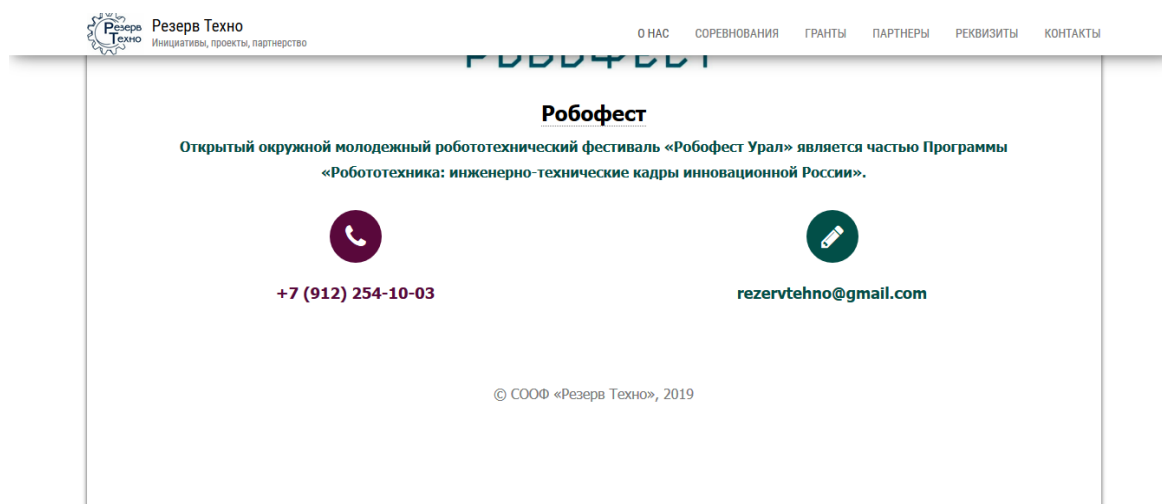 Резерв Техно
Резерв Техно
Инициативы, проекты, партнерство
О НАС СОРЕВНОВАНИЯ ГРАНТЫ ПАРТНЕРЫ РЕКВИЗИТЫ КОНТАКТЫ
Робофест
Открытый окружной молодежный робототехнический фестиваль «Робофест Урал» является частью Программы
«Робототехника: инженерно-технические кадры инновационной России».
+7 (912) 254-10-03 rezervtehno@gmail.com
© СООФ «Резерв Техно», 2019